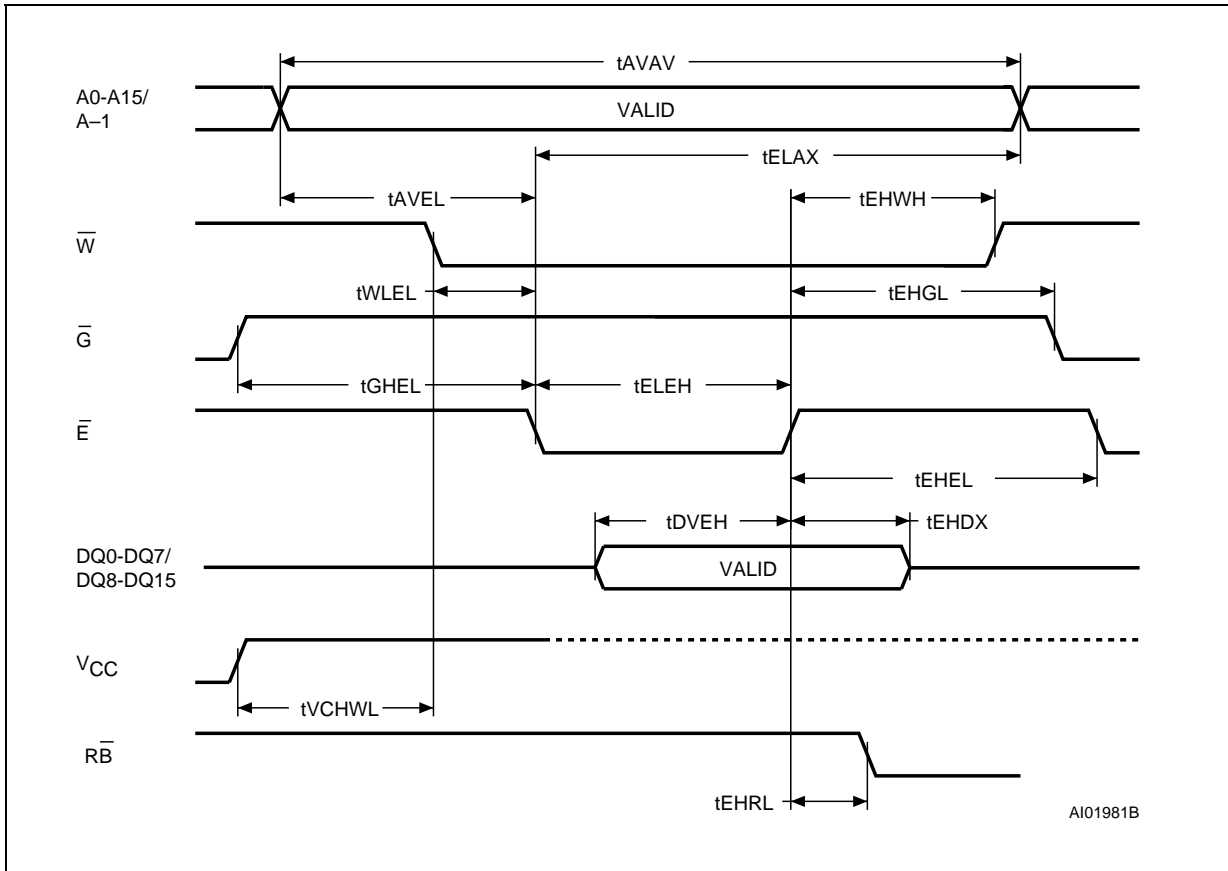 tAVAV
A0-A15/
A–1
VALID
tELAX
tAVEL
tEHWH
W̅
tWLEL
tEHGL
G̅
tGHEL
tELEH
E̅
tEHEL
tDVEH
tEHDX
DQ0-DQ7/
DQ8-DQ15
VALID
VCC
tVCHWL
RB̅
tEHRL
AI01981B